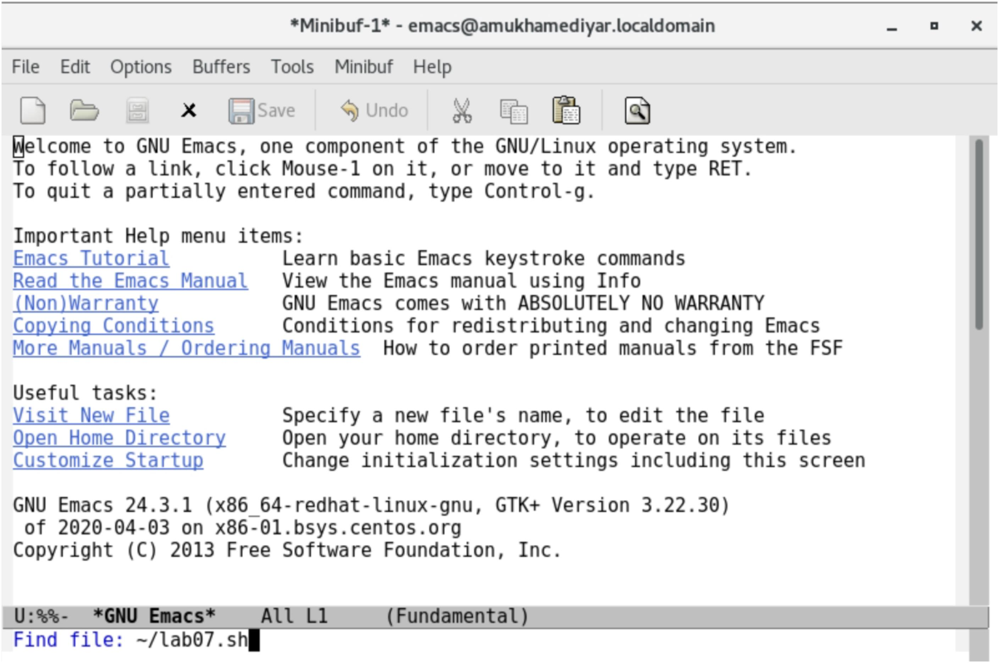 *Minibuf-1* - emacs@amukhamediyar.localdomain
File Edit Options Buffers Tools Minibuf Help
Save Undo
Welcome to GNU Emacs, one component of the GNU/Linux operating system.
To follow a link, click Mouse-1 on it, or move to it and type RET.
To quit a partially entered command, type Control-g.
Important Help menu items:
Emacs Tutorial Learn basic Emacs keystroke commands
Read the Emacs Manual View the Emacs manual using Info
(Non)Warranty GNU Emacs comes with ABSOLUTELY NO WARRANTY
Copying Conditions Conditions for redistributing and changing Emacs
More Manuals / Ordering Manuals How to order printed manuals from the FSF
Useful tasks:
Visit New File Specify a new file's name, to edit the file
Open Home Directory Open your home directory, to operate on its files
Customize Startup Change initialization settings including this screen
GNU Emacs 24.3.1 (x86_64-redhat-linux-gnu, GTK+ Version 3.22.30)
of 2020-04-03 on x86-01.bsys.centos.org
Copyright (C) 2013 Free Software Foundation, Inc.
U:%%- *GNU Emacs* All L1 (Fundamental)
Find file: ~/lab07.sh